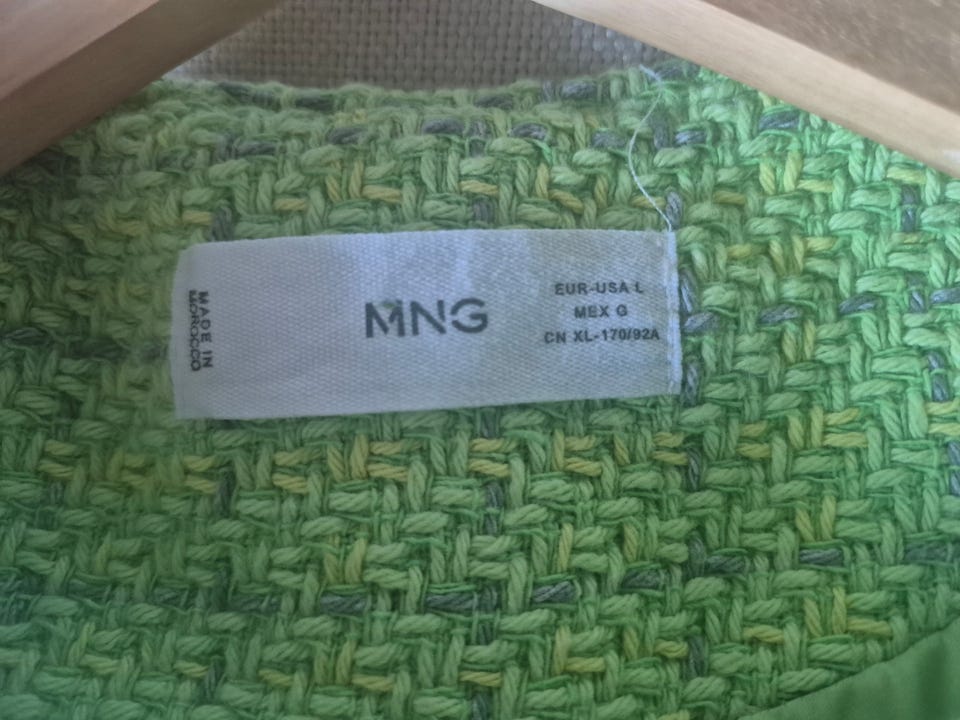 MADE IN
MOROCCO
MNG
EUR-USA L
MEX G
CN XL-170/92A